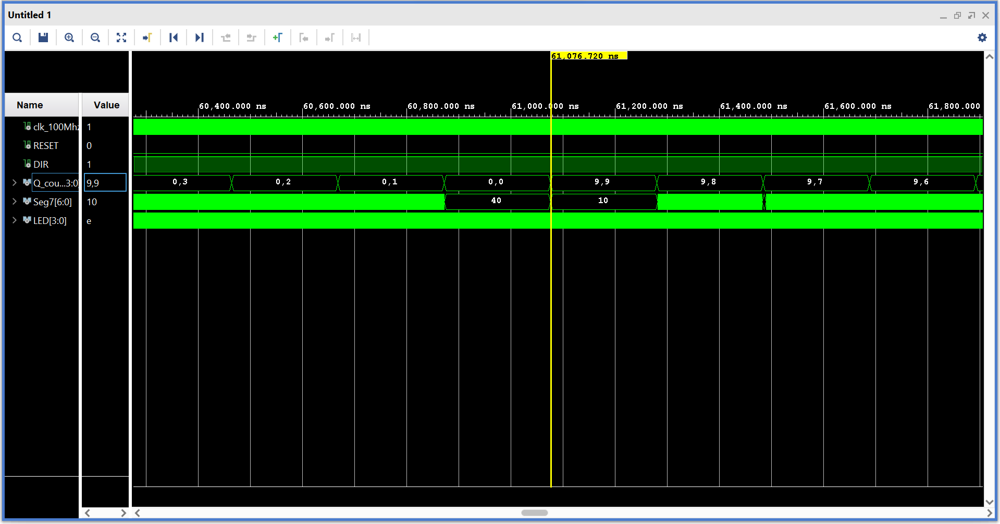 Untitled 1
61,076.720 ns
Name Value
60,400.000 ns 60,600.000 ns 60,800.000 ns 61,000.000 ns 61,200.000 ns 61,400.000 ns 61,600.000 ns 61,800.000
clk_100Mhz 1
RESET 0
DIR 1
Q_cou...3:0] 9,9 0,3 0,2 0,1 0,0 9,9 9,8 9,7 9,6
Seg7[6:0] 10 40 10
LED[3:0] e